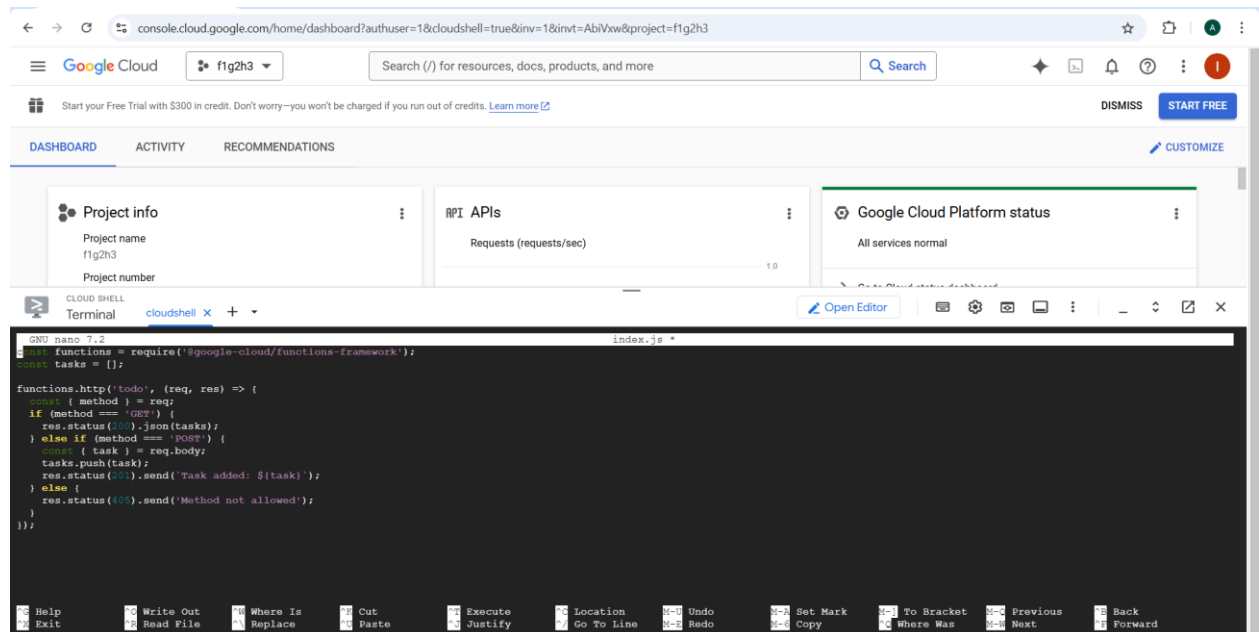 console.cloud.google.com/home/dashboard?authuser=1&cloudshell=true&inv=1&invt=AbiVxw&project=f1g2h3
A
Google Cloud
f1g2h3
Search (/) for resources, docs, products, and more
Search
I
Start your Free Trial with $300 in credit. Don't worry—you won't be charged if you run out of credits. Learn more
DISMISS
START FREE
DASHBOARD
ACTIVITY
RECOMMENDATIONS
CUSTOMIZE
Project info
Project name
f1g2h3
Project number
API APIs
Requests (requests/sec)
1.0
Google Cloud Platform status
All services normal
Go to Cloud status dashboard
CLOUD SHELL
Terminal
cloudshell
Open Editor
GNU nano 7.2 index.js *
const functions = require('@google-cloud/functions-framework');
const tasks = [];
functions.http('todo', (req, res) => {
const { method } = req;
if (method === 'GET') {
res.status(200).json(tasks);
} else if (method === 'POST') {
const { task } = req.body;
tasks.push(task);
res.status(201).send(`Task added: ${task}`);
} else {
res.status(405).send('Method not allowed');
}
});
^G Help ^O Write Out ^W Where Is ^K Cut ^T Execute ^C Location M-U Undo M-A Set Mark M-] To Bracket M-Q Previous ^B Back
^X Exit ^R Read File ^\ Replace ^U Paste ^J Justify ^/ Go To Line M-E Redo M-6 Copy ^Q Where Was M-W Next ^F Forward